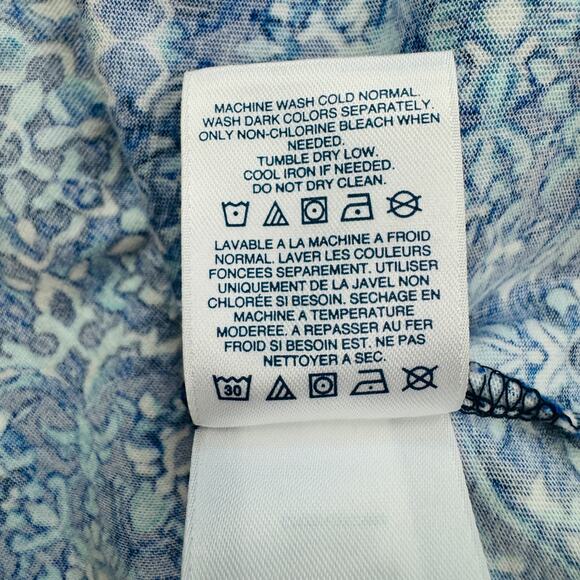 MACHINE WASH COLD NORMAL.
WASH DARK COLORS SEPARATELY.
ONLY NON-CHLORINE BLEACH WHEN
NEEDED.
TUMBLE DRY LOW.
COOL IRON IF NEEDED.
DO NOT DRY CLEAN.
LAVABLE A LA MACHINE A FROID
NORMAL. LAVER LES COULEURS
FONCEES SEPAREMENT. UTILISER
UNIQUEMENT DE LA JAVEL NON
CHLORÉE SI BESOIN. SECHAGE EN
MACHINE A TEMPERATURE
MODEREE. A REPASSER AU FER
FROID SI BESOIN EST. NE PAS
NETTOYER A SEC.
30